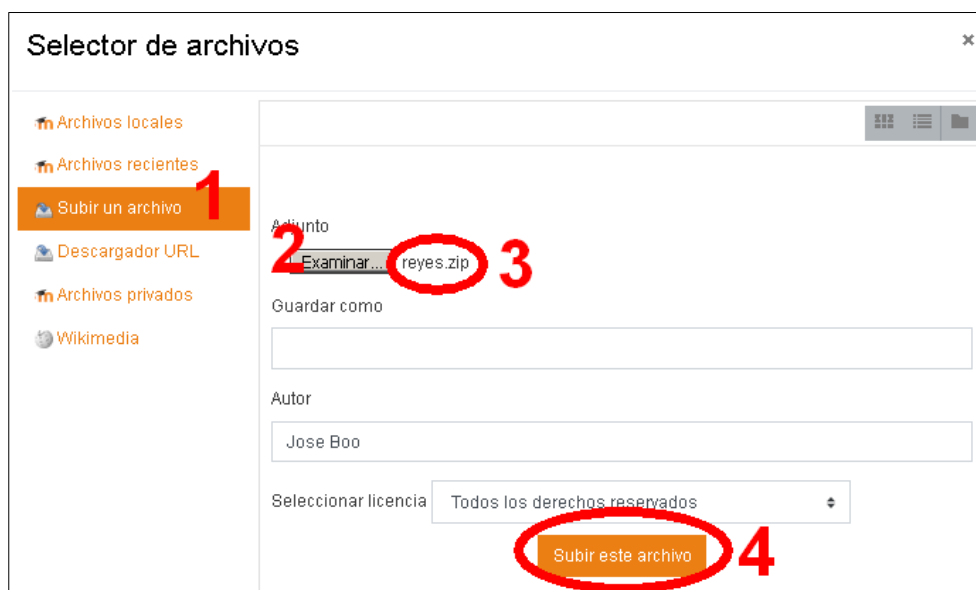 Selector de archivos
×
Archivos locales
Archivos recientes
1
Subir un archivo
Descargador URL
Archivos privados
Wikimedia
Adjunto
2
Examinar...
reyes.zip
3
Guardar como
Autor
Jose Boo
Seleccionar licencia
Todos los derechos reservados
Subir este archivo
4